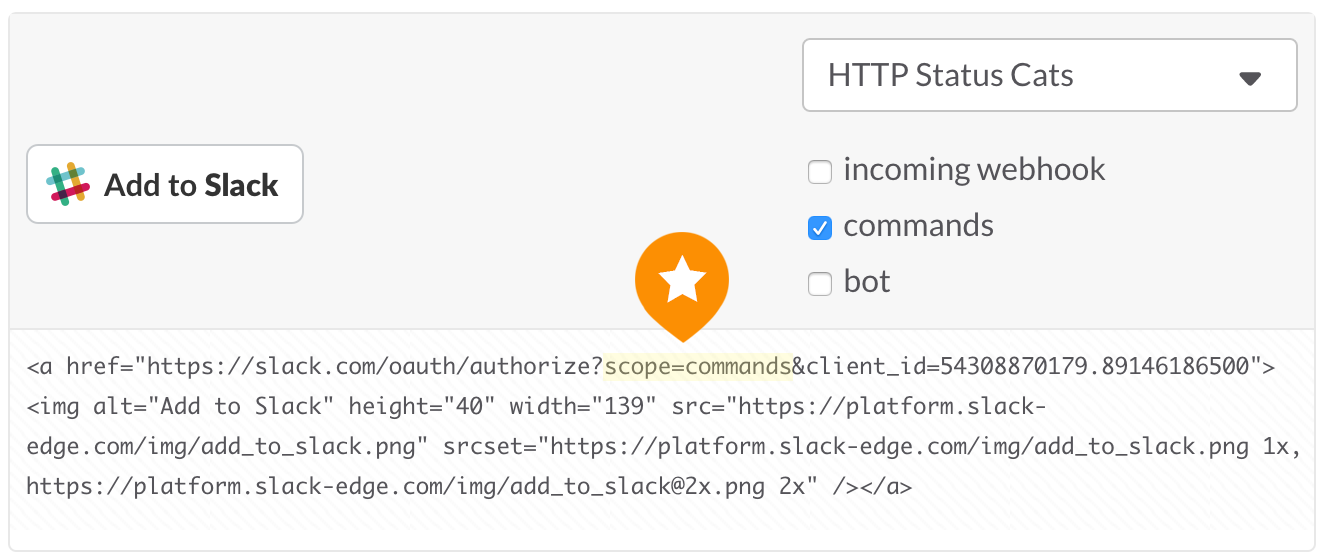 HTTP Status Cats
incoming webhook
Add to Slack
commands
bot
<a href="https://slack.com/oauth/authorize?scope=commands&client_id=54308870179.89146186500">
<img alt="Add to Slack" height="40" width="139" src="https://platform.slack-
edge.com/img/add_to_slack.png" srcset="https://platform.slack-edge.com/img/add_to_slack.png 1x,
https://platform.slack-edge.com/img/add_to_slack@2x.png 2x" /></a>